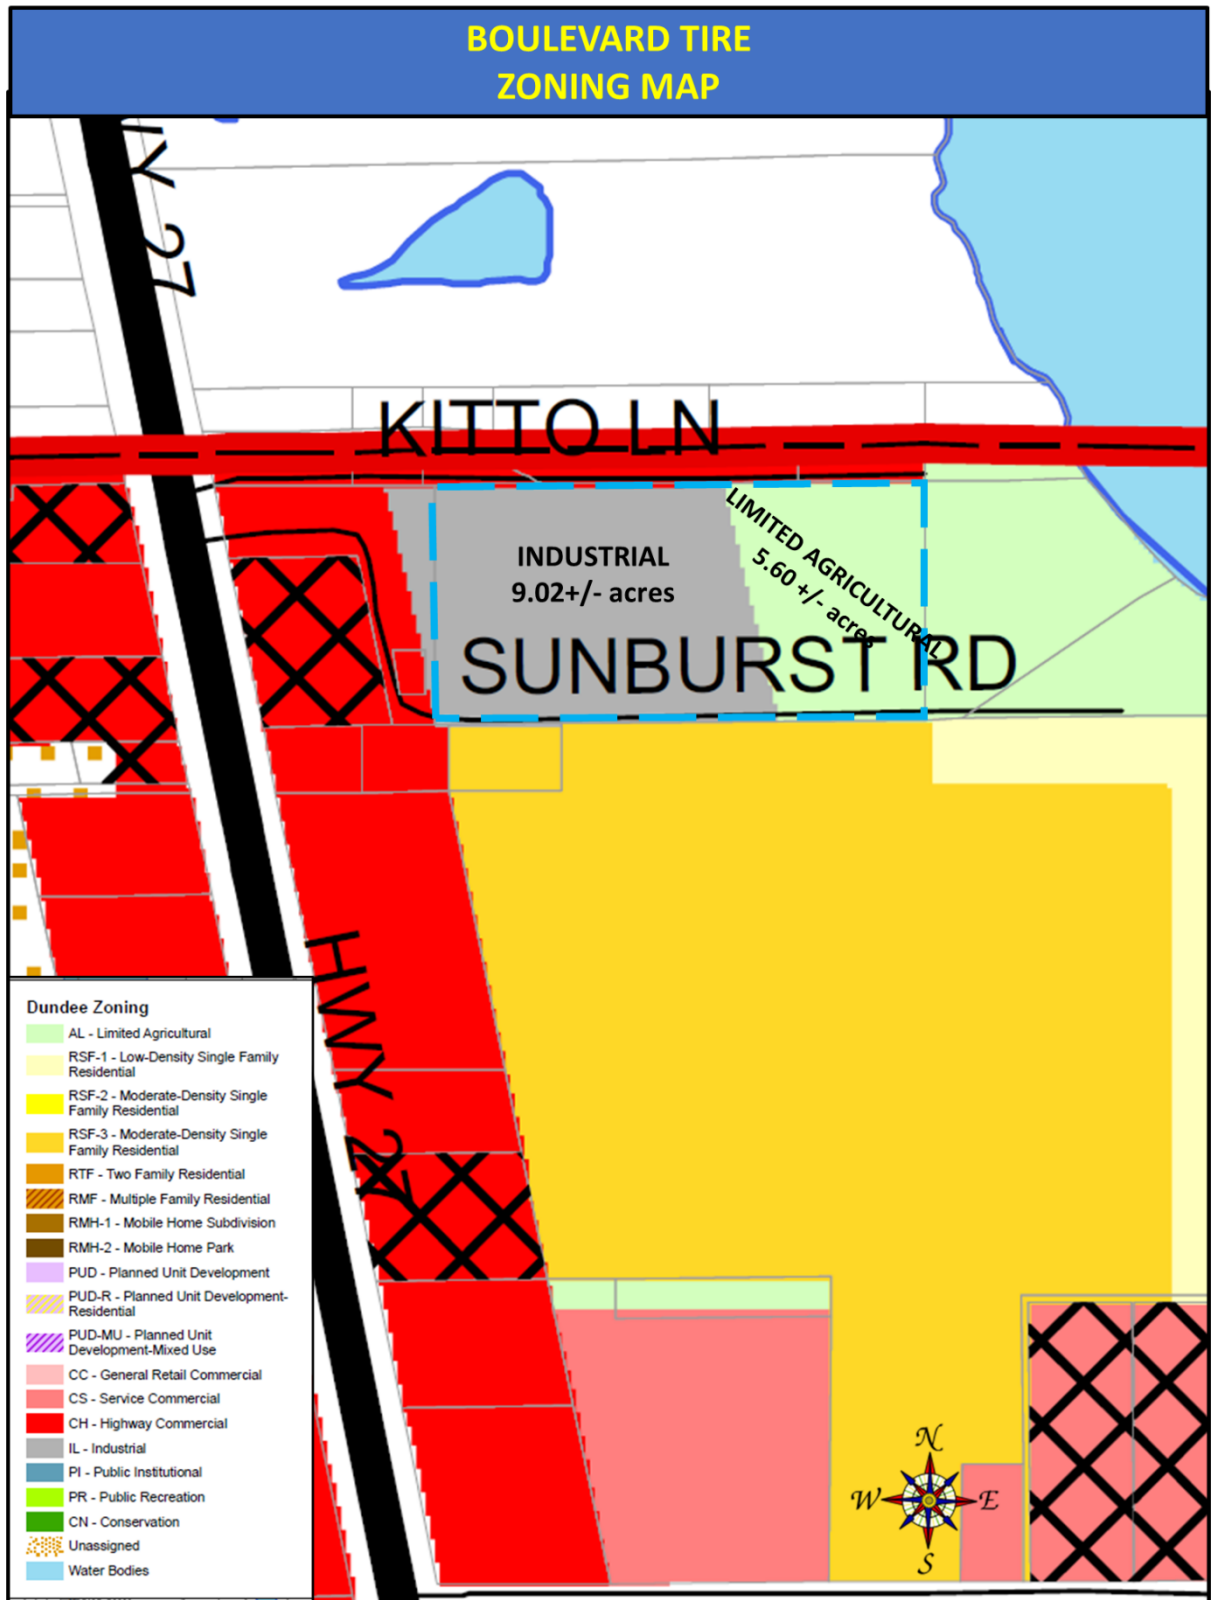 BOULEVARD TIRE
ZONING MAP
HWY 27
KITTO LN
INDUSTRIAL
9.02+/- acres
LIMITED AGRICULTURAL
5.60 +/- acres
SUNBURST RD
HWY 27
Dundee Zoning
AL - Limited Agricultural
RSF-1 - Low-Density Single Family
Residential
RSF-2 - Moderate-Density Single
Family Residential
RSF-3 - Moderate-Density Single
Family Residential
RTF - Two Family Residential
RMF - Multiple Family Residential
RMH-1 - Mobile Home Subdivision
RMH-2 - Mobile Home Park
PUD - Planned Unit Development
PUD-R - Planned Unit Development-
Residential
PUD-MU - Planned Unit
Development-Mixed Use
CC - General Retail Commercial
CS - Service Commercial
CH - Highway Commercial
IL - Industrial
PI - Public Institutional
PR - Public Recreation
CN - Conservation
Unassigned
Water Bodies
N
W E
S